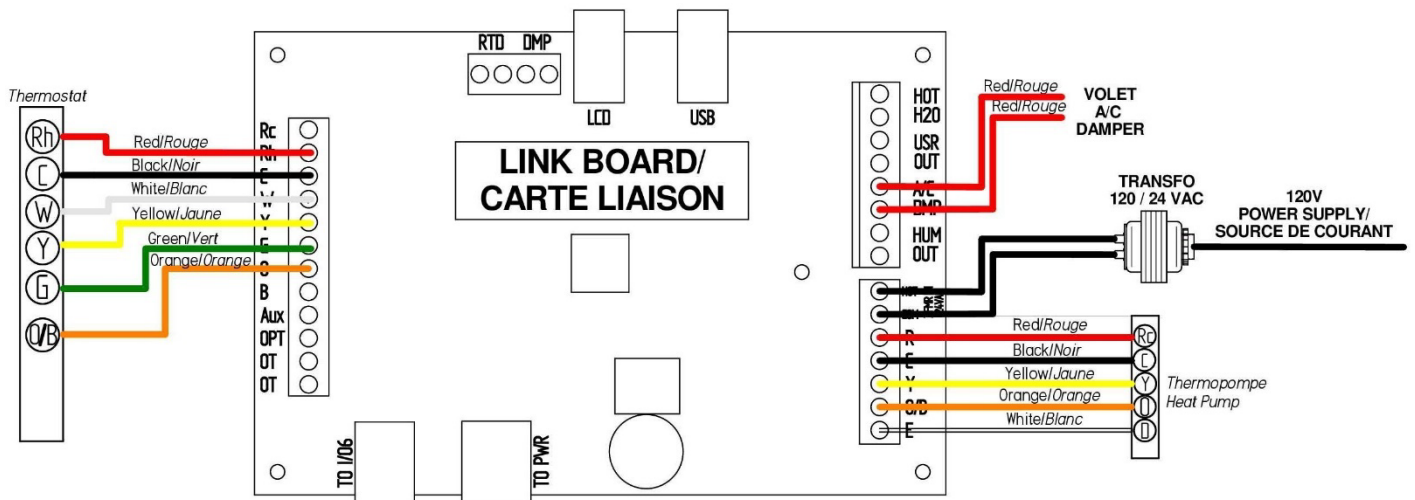 Thermostat
Rh
C
W
Y
G
O/B
Red/Rouge
Black/Noir
White/Blanc
Yellow/Jaune
Green/Vert
Orange/Orange
Rc
Rh
W
Y
B
Aux
OPT
OT
OT
RTD DMP
LCD
USB
LINK BOARD/
CARTE LIAISON
TO I/O6
TO PWR
HOT
H2O
USR
OUT
A/C
DMP
HUM
OUT
R
C
Y
O/B
E
Red/Rouge
Red/Rouge
VOLET
A/C
DAMPER
TRANSFO
120 / 24 VAC
120V
POWER SUPPLY/
SOURCE DE COURANT
Red/Rouge
Black/Noir
Yellow/Jaune
Orange/Orange
White/Blanc
Rc
C
Y
O
D
Thermopompe
Heat Pump